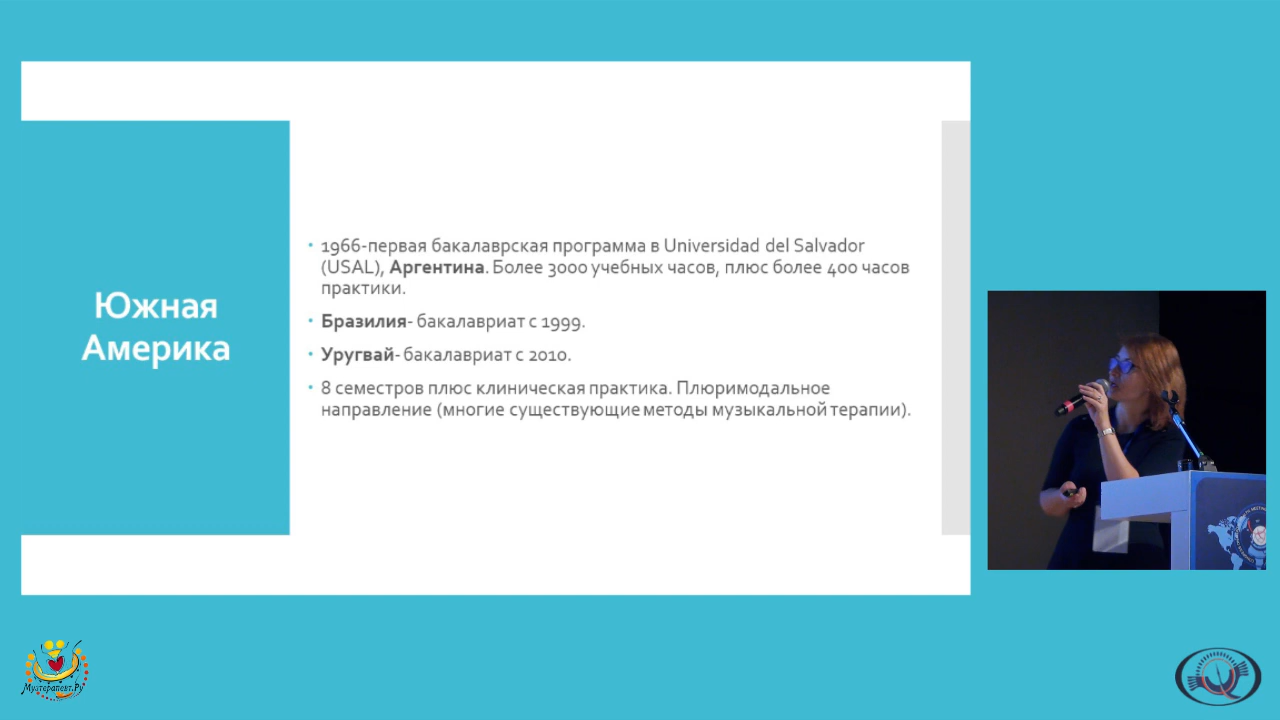 Южная
Америка
• 1966-первая бакалаврская программа в Universidad del Salvador
(USAL), Аргентина. Более 3000 учебных часов, плюс более 400 часов
практики.
• Бразилия- бакалавриат с 1999.
• Уругвай- бакалавриат с 2010.
• 8 семестров плюс клиническая практика. Плюримодальное
направление (многие существующие методы музыкальной терапии).
Музтерапевт.Ру